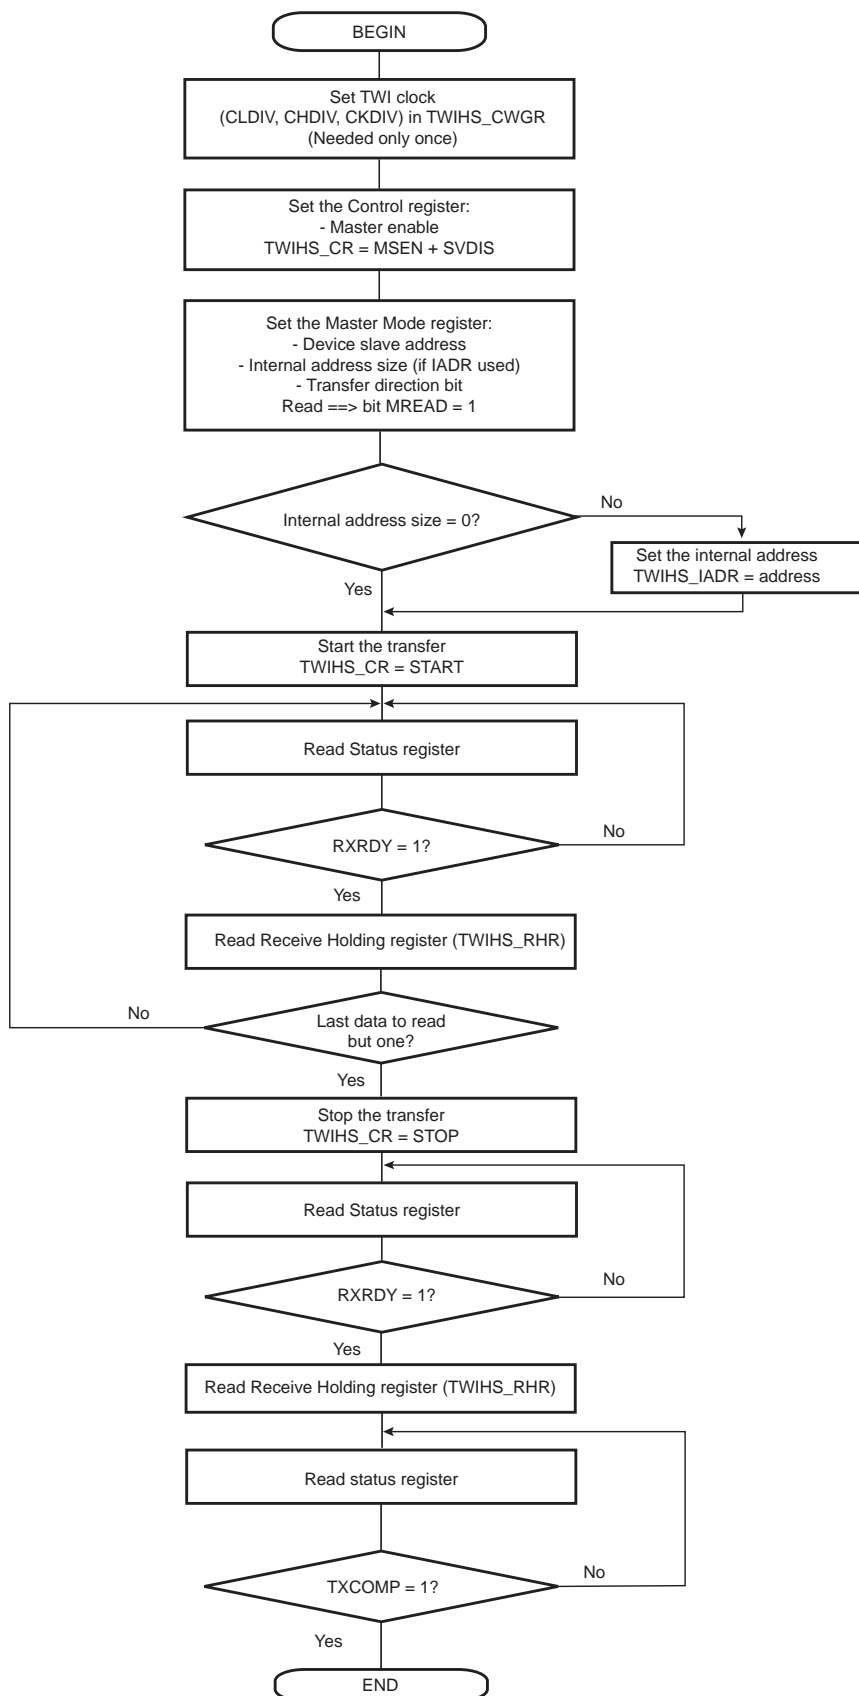 BEGIN
Set TWI clock
(CLDIV, CHDIV, CKDIV) in TWIHS_CWGR
(Needed only once)
Set the Control register:
- Master enable
TWIHS_CR = MSEN + SVDIS
Set the Master Mode register:
- Device slave address
- Internal address size (if IADR used)
- Transfer direction bit
Read ==> bit MREAD = 1
Internal address size = 0?
No
Set the internal address
TWIHS_IADR = address
Yes
Start the transfer
TWIHS_CR = START
Read Status register
RXRDY = 1?
No
Yes
Read Receive Holding register (TWIHS_RHR)
Last data to read
but one?
No
Yes
Stop the transfer
TWIHS_CR = STOP
Read Status register
RXRDY = 1?
No
Yes
Read Receive Holding register (TWIHS_RHR)
Read status register
TXCOMP = 1?
No
Yes
END